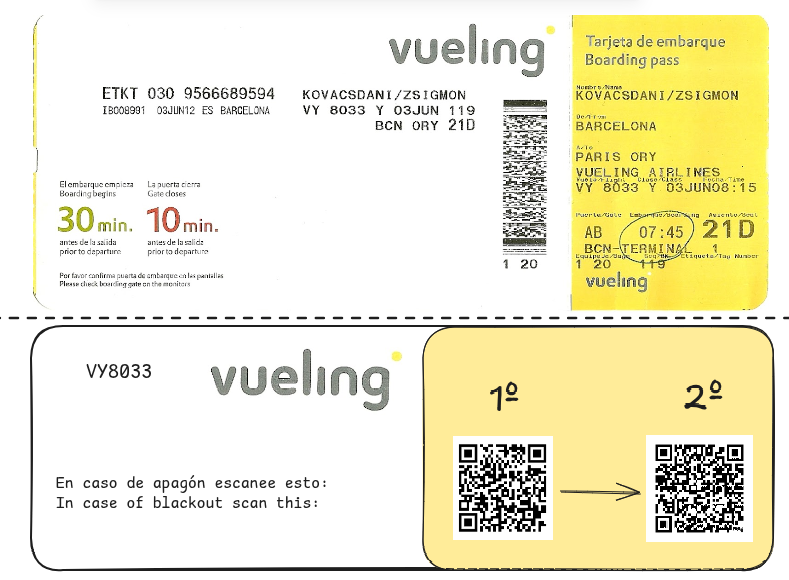 vueling
ETKT 030 9566689594
IB008991 03JUN12 ES BARCELONA
KOVACSDANI/ZSIGMON
VY 8033 Y 03JUN 119
BCN ORY 21D
El embarque empieza
Boarding begins
30 min.
antes de la salida
prior to departure
La puerta cierra
Gate closes
10 min.
antes de la salida
prior to departure
Por favor confirma puerta de embarque en las pantallas
Please check boarding gate on the monitors
1 20
Tarjeta de embarque
Boarding pass
Nombre/Name
KOVACSDANI/ZSIGMON
De/From
BARCELONA
A/To
PARIS ORY
VUELING AIRLINES
Vuelo/Flight Clase/Class Fecha/Time
VY 8033 Y 03JUN08:15
Puerta/Gate Embarque/Boarding Asiento/Seat
AB 07:45 21D
BCN-TERMINAL 1
Etiqueta/Tag Number
1 20 119
vueling
VY8033
vueling
En caso de apagón escanee esto:
In case of blackout scan this:
1º
2º